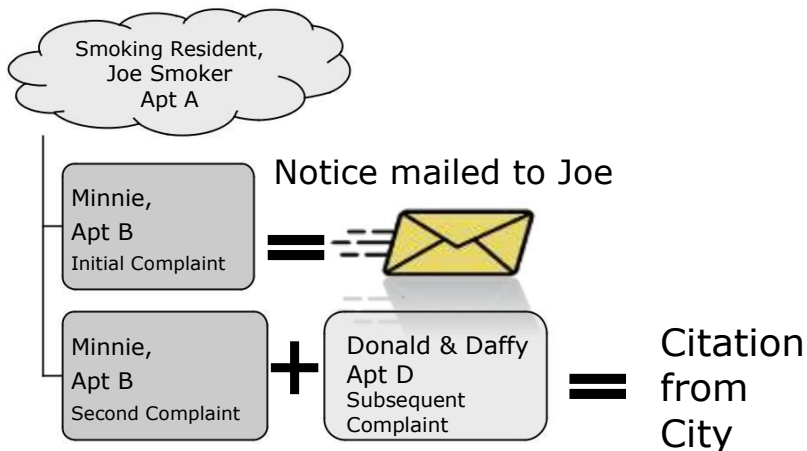 Smoking Resident,
Joe Smoker
Apt A
Notice mailed to Joe
Minnie,
Apt B
Initial Complaint
=
Minnie,
Apt B
Second Complaint
+
Donald & Daffy
Apt D
Subsequent
Complaint
=
Citation
from
City